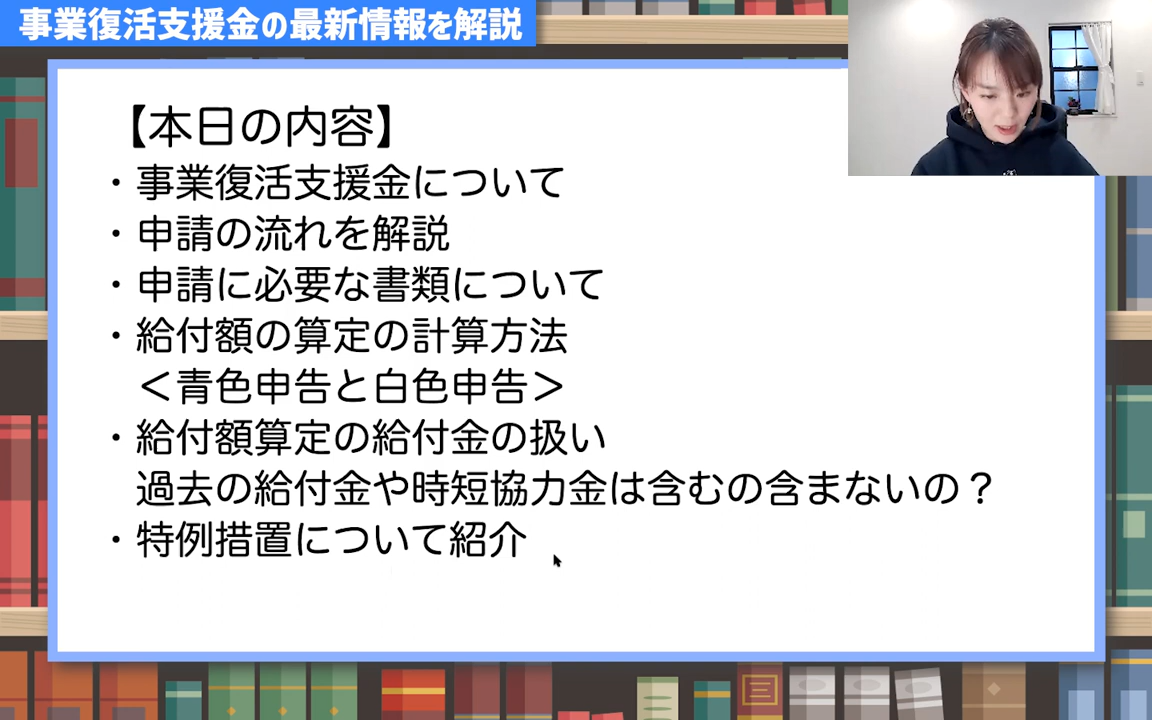 事業復活支援金の最新情報を解説
【本日の内容】
・事業復活支援金について
・申請の流れを解説
・申請に必要な書類について
・給付額の算定の計算方法
＜青色申告と白色申告＞
・給付額算定の給付金の扱い
過去の給付金や時短協力金は含むの含まないの？
・特例措置について紹介